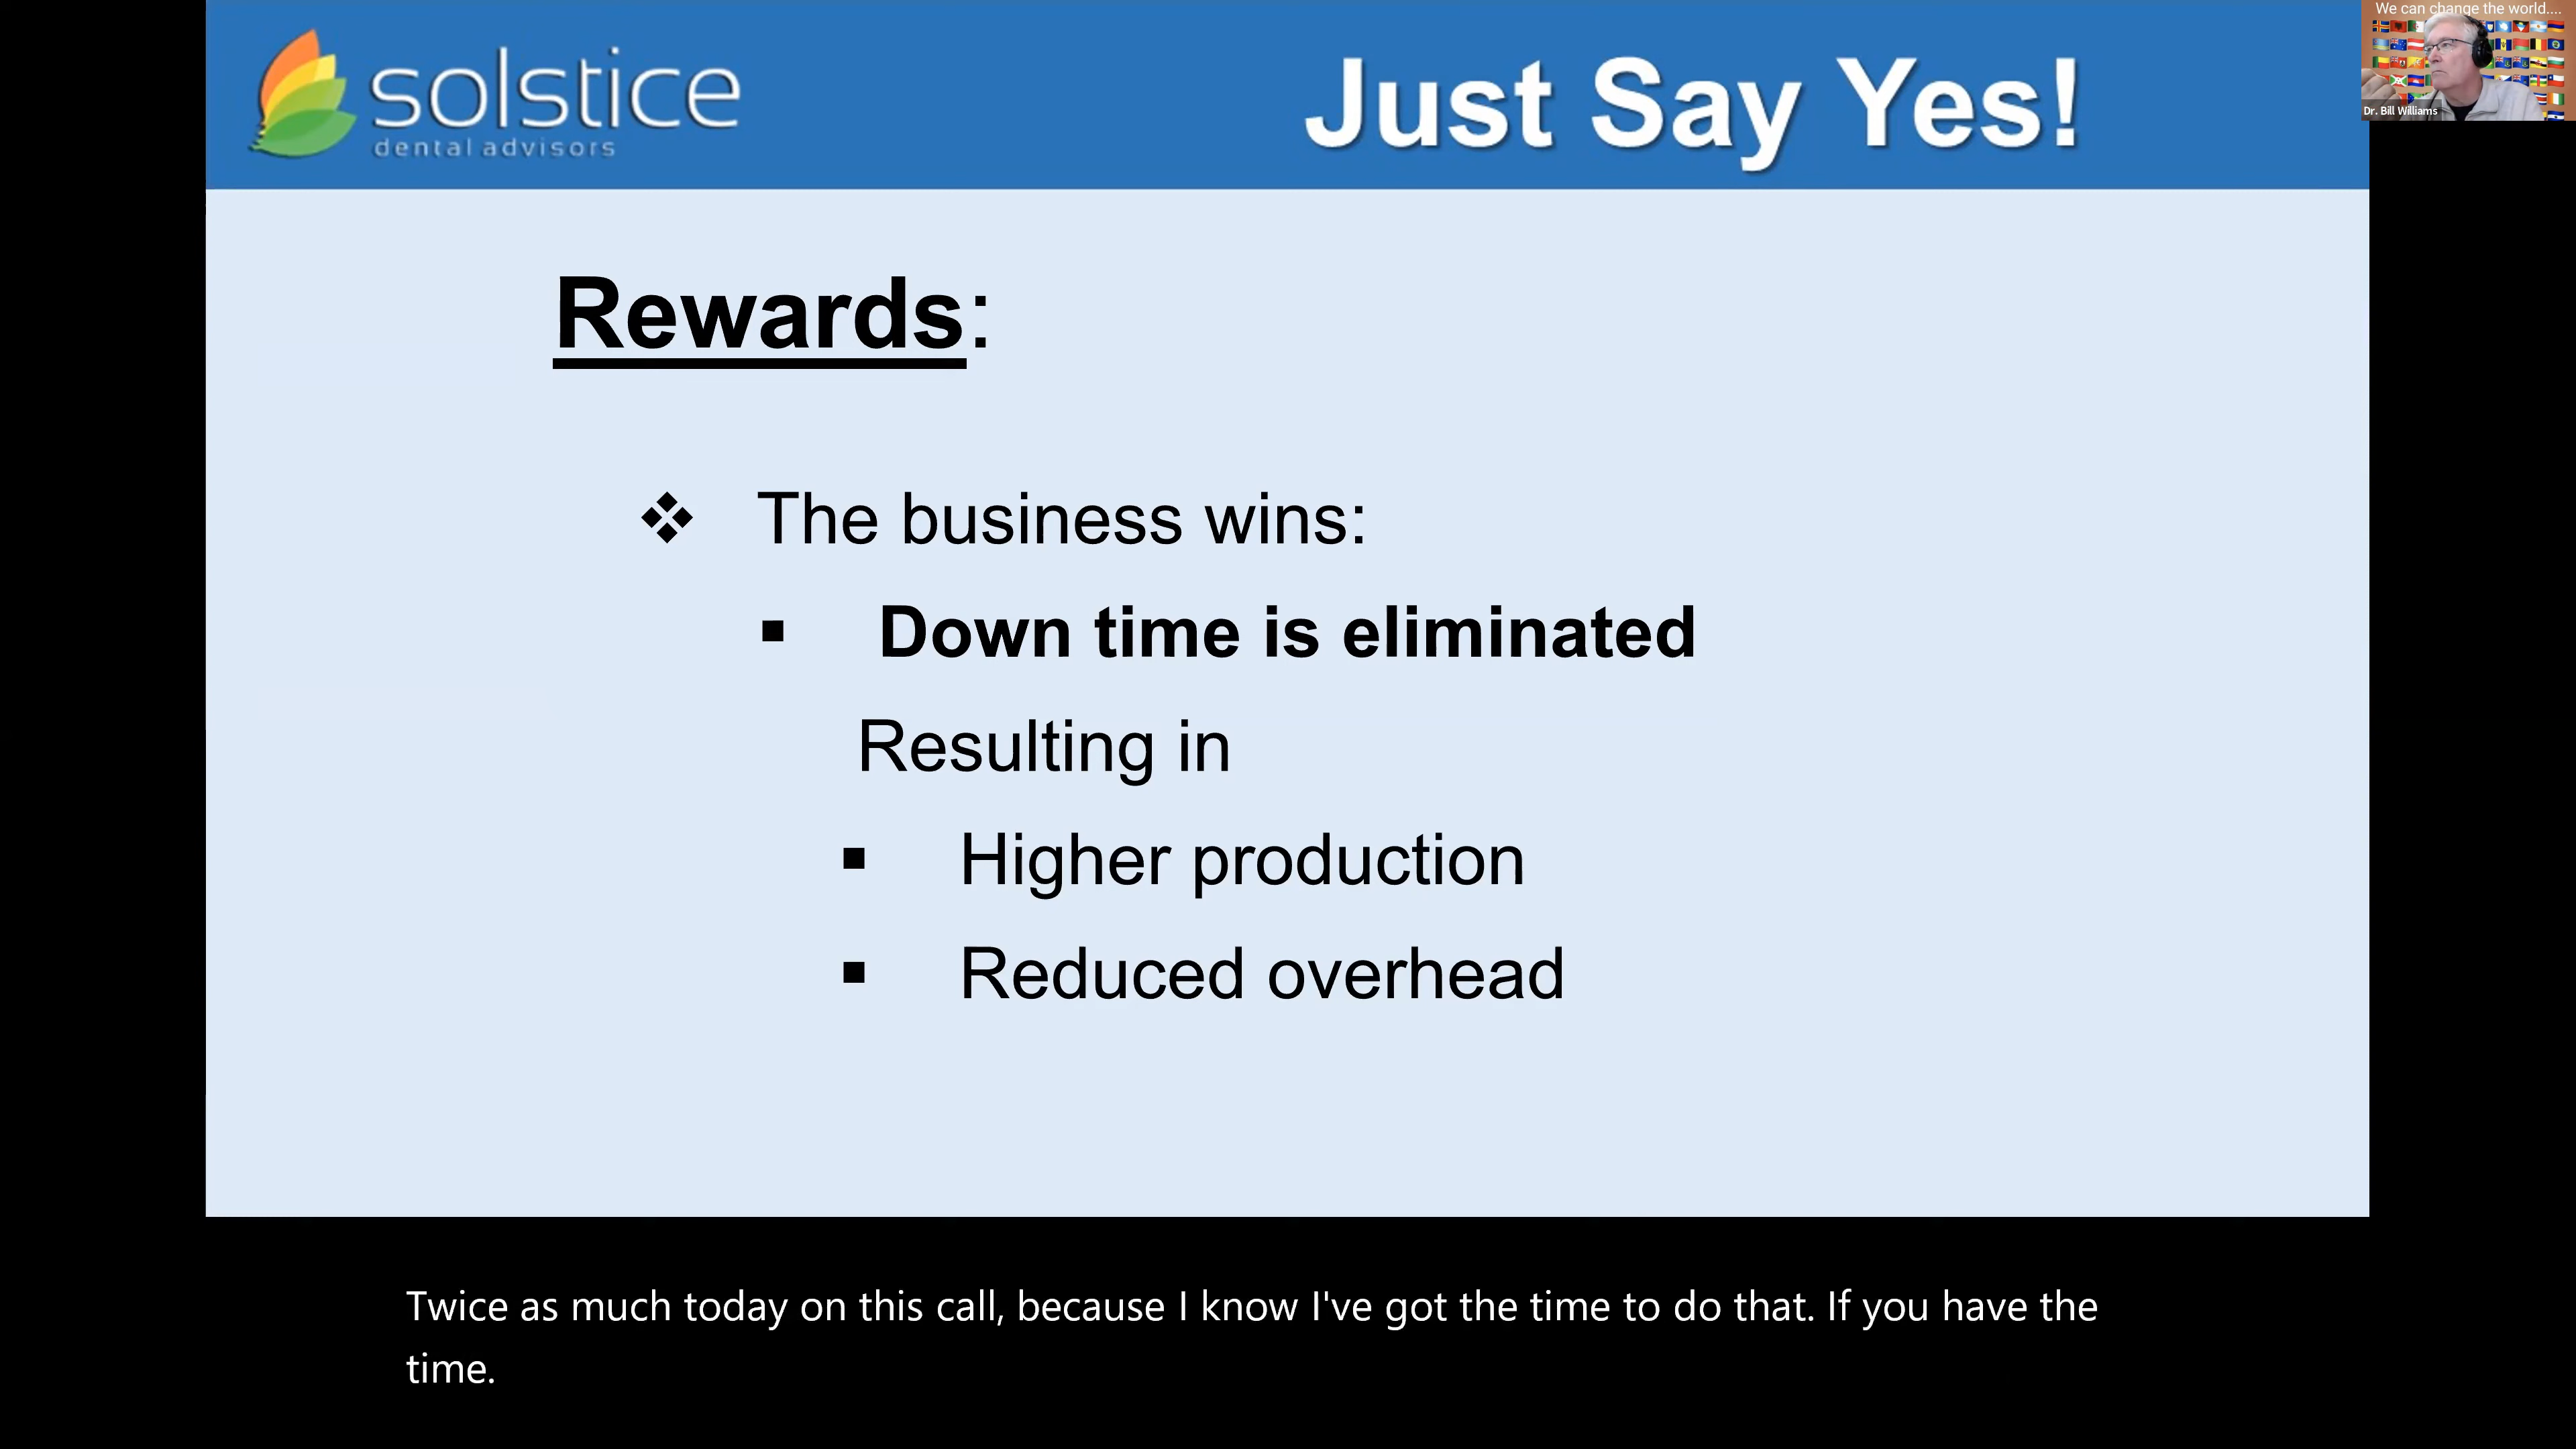 solstice
dental advisors
Just Say Yes!
We can change the world....
Dr. Bill Williams
Rewards:
❖ The business wins:
▪ Down time is eliminated
Resulting in
▪ Higher production
▪ Reduced overhead
Twice as much today on this call, because I know I've got the time to do that. If you have the
time.